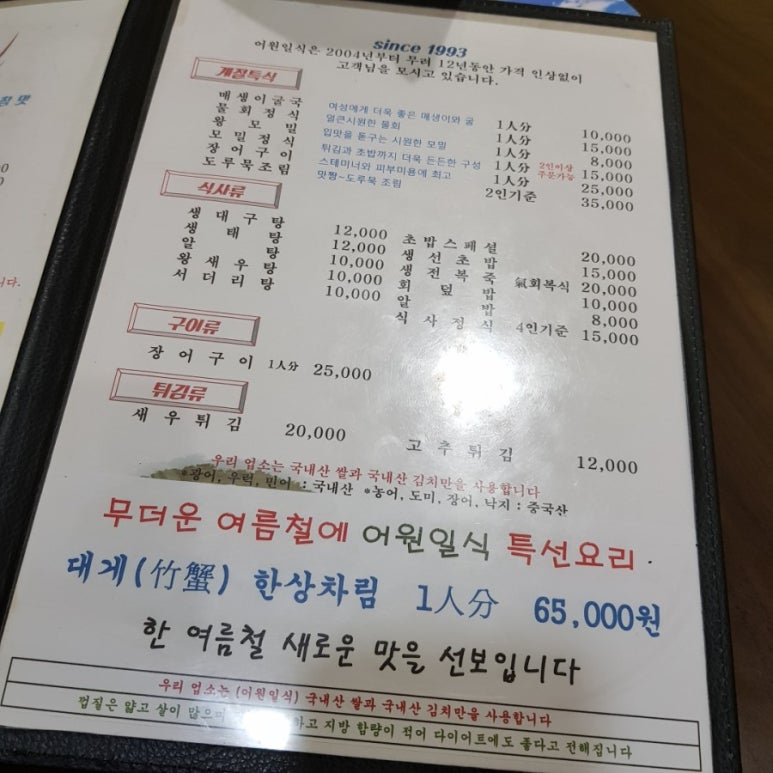 since 1993
어원일식은 2004년부터 무려 12년동안 가격 인상없이
고객님을 모시고 있습니다.
계절특식
매생이굴국 여성에게 더욱 좋은 매생이와 굴 1人分 10,000
물회정식 얼큰시원한 물회 1人分 15,000
왕모밀 입맛을 돋구는 시원한 모밀 1人分 8,000
모밀정식 튀김과 초밥까지 더욱 든든한 구성 1人分 2인이상 주문가능 15,000
장어구이 스테미너와 피부미용에 최고 1人分 25,000
도루묵조림 맛짱~도루묵 조림 2인기준 35,000
식사류
생대구탕 12,000 초밥스페셜 20,000
생태탕 12,000 생선초밥 15,000
알탕 10,000 생전복죽 氣회복식 20,000
왕새우탕 10,000 회덮밥 10,000
서더리탕 10,000 알밥 8,000
식사정식 4인기준 15,000
구이류
장어구이 1人分 25,000
튀김류
새우튀김 20,000 고추튀김 12,000
우리 업소는 국내산 쌀과 국내산 김치만을 사용합니다
*광어, 우럭, 민어 : 국내산 *농어, 도미, 장어, 낙지 : 중국산
무더운 여름철에 어원일식 특선요리
대게(竹蟹) 한상차림 1人分 65,000원
한 여름철 새로운 맛을 선보입니다
우리 업소는 (어원일식) 국내산 쌀과 국내산 김치만을 사용합니다
껍질은 얇고 살이 많으며 하고 지방 함량이 적어 다이어트에도 좋다고 전해집니다